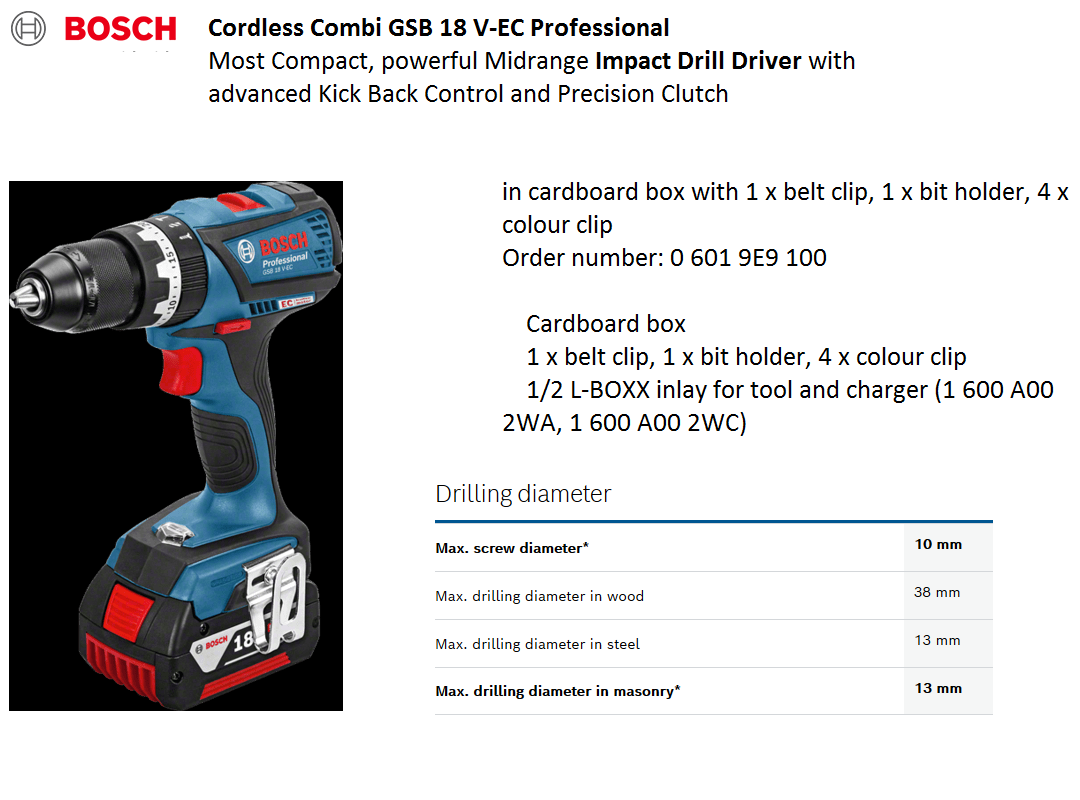 BOSCH
Cordless Combi GSB 18 V-EC Professional
Most Compact, powerful Midrange Impact Drill Driver with
advanced Kick Back Control and Precision Clutch
in cardboard box with 1 x belt clip, 1 x bit holder, 4 x
colour clip
Order number: 0 601 9E9 100
Cardboard box
1 x belt clip, 1 x bit holder, 4 x colour clip
1/2 L-BOXX inlay for tool and charger (1 600 A00
2WA, 1 600 A00 2WC)
BOSCH
Professional
GSB 18 V-EC
15
10
EC
BOSCH
18
Drilling diameter
Max. screw diameter* 10 mm
Max. drilling diameter in wood 38 mm
Max. drilling diameter in steel 13 mm
Max. drilling diameter in masonry* 13 mm